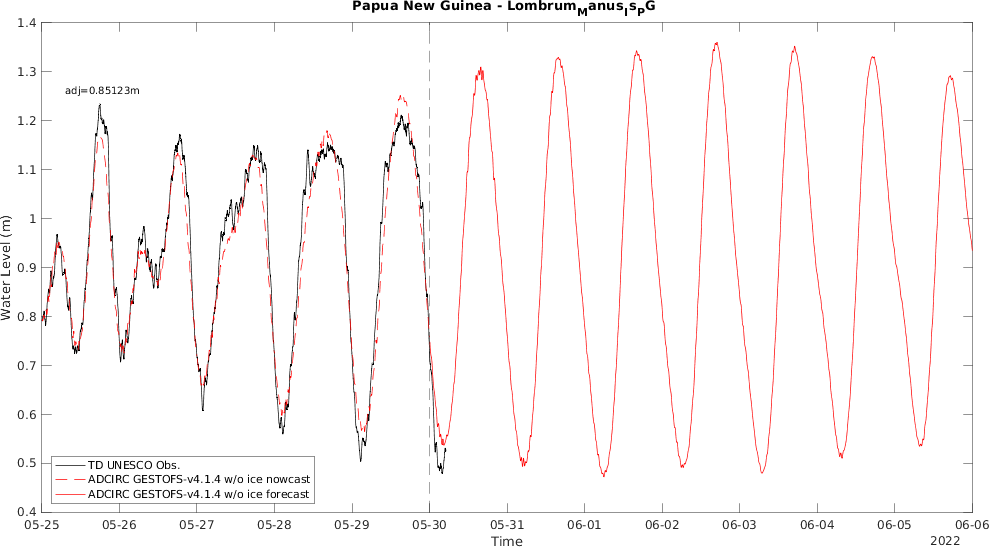 Papua New Guinea - LombrumManusIsPG
1.4
adj=0.85123m
1.3
1.2
1.1
1
0.9
0.8
0.7
0.6
0.5
0.4
Water Level (m)
TD UNESCO Obs.
ADCIRC GESTOFS-v4.1.4 w/o ice nowcast
ADCIRC GESTOFS-v4.1.4 w/o ice forecast
05-25 05-26 05-27 05-28 05-29 05-30 05-31 06-01 06-02 06-03 06-04 06-05 06-06
Time
2022